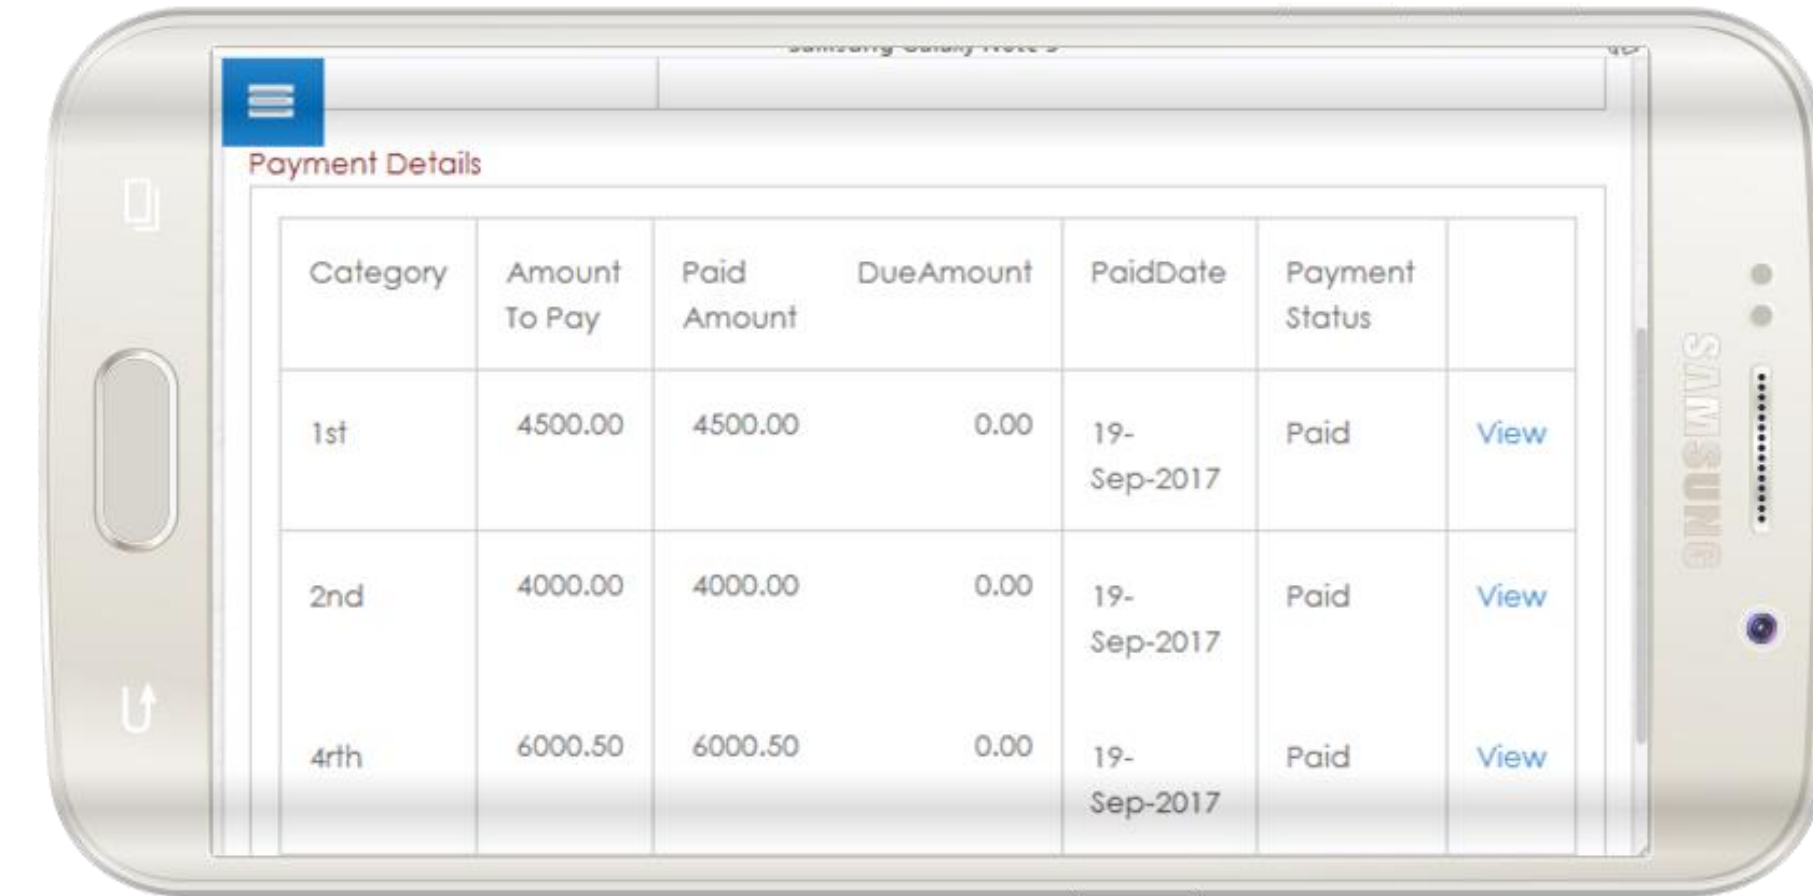 Payment Details
Category Amount To Pay Paid Amount DueAmount PaidDate Payment Status
1st 4500.00 4500.00 0.00 19-Sep-2017 Paid View
2nd 4000.00 4000.00 0.00 19-Sep-2017 Paid View
4rth 6000.50 6000.50 0.00 19-Sep-2017 Paid View
SAMSUNG